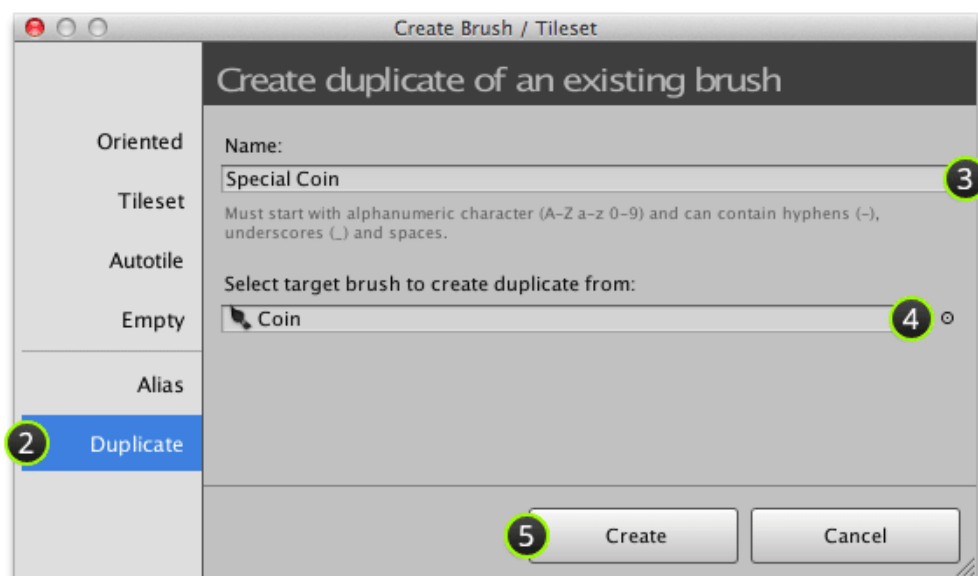 Create Brush / Tileset
Create duplicate of an existing brush
Oriented
Tileset
Autotile
Empty
Alias
2 Duplicate
Name:
Special Coin 3
Must start with alphanumeric character (A-Z a-z 0-9) and can contain hyphens (-),
underscores (_) and spaces.
Select target brush to create duplicate from:
Coin 4
5 Create Cancel